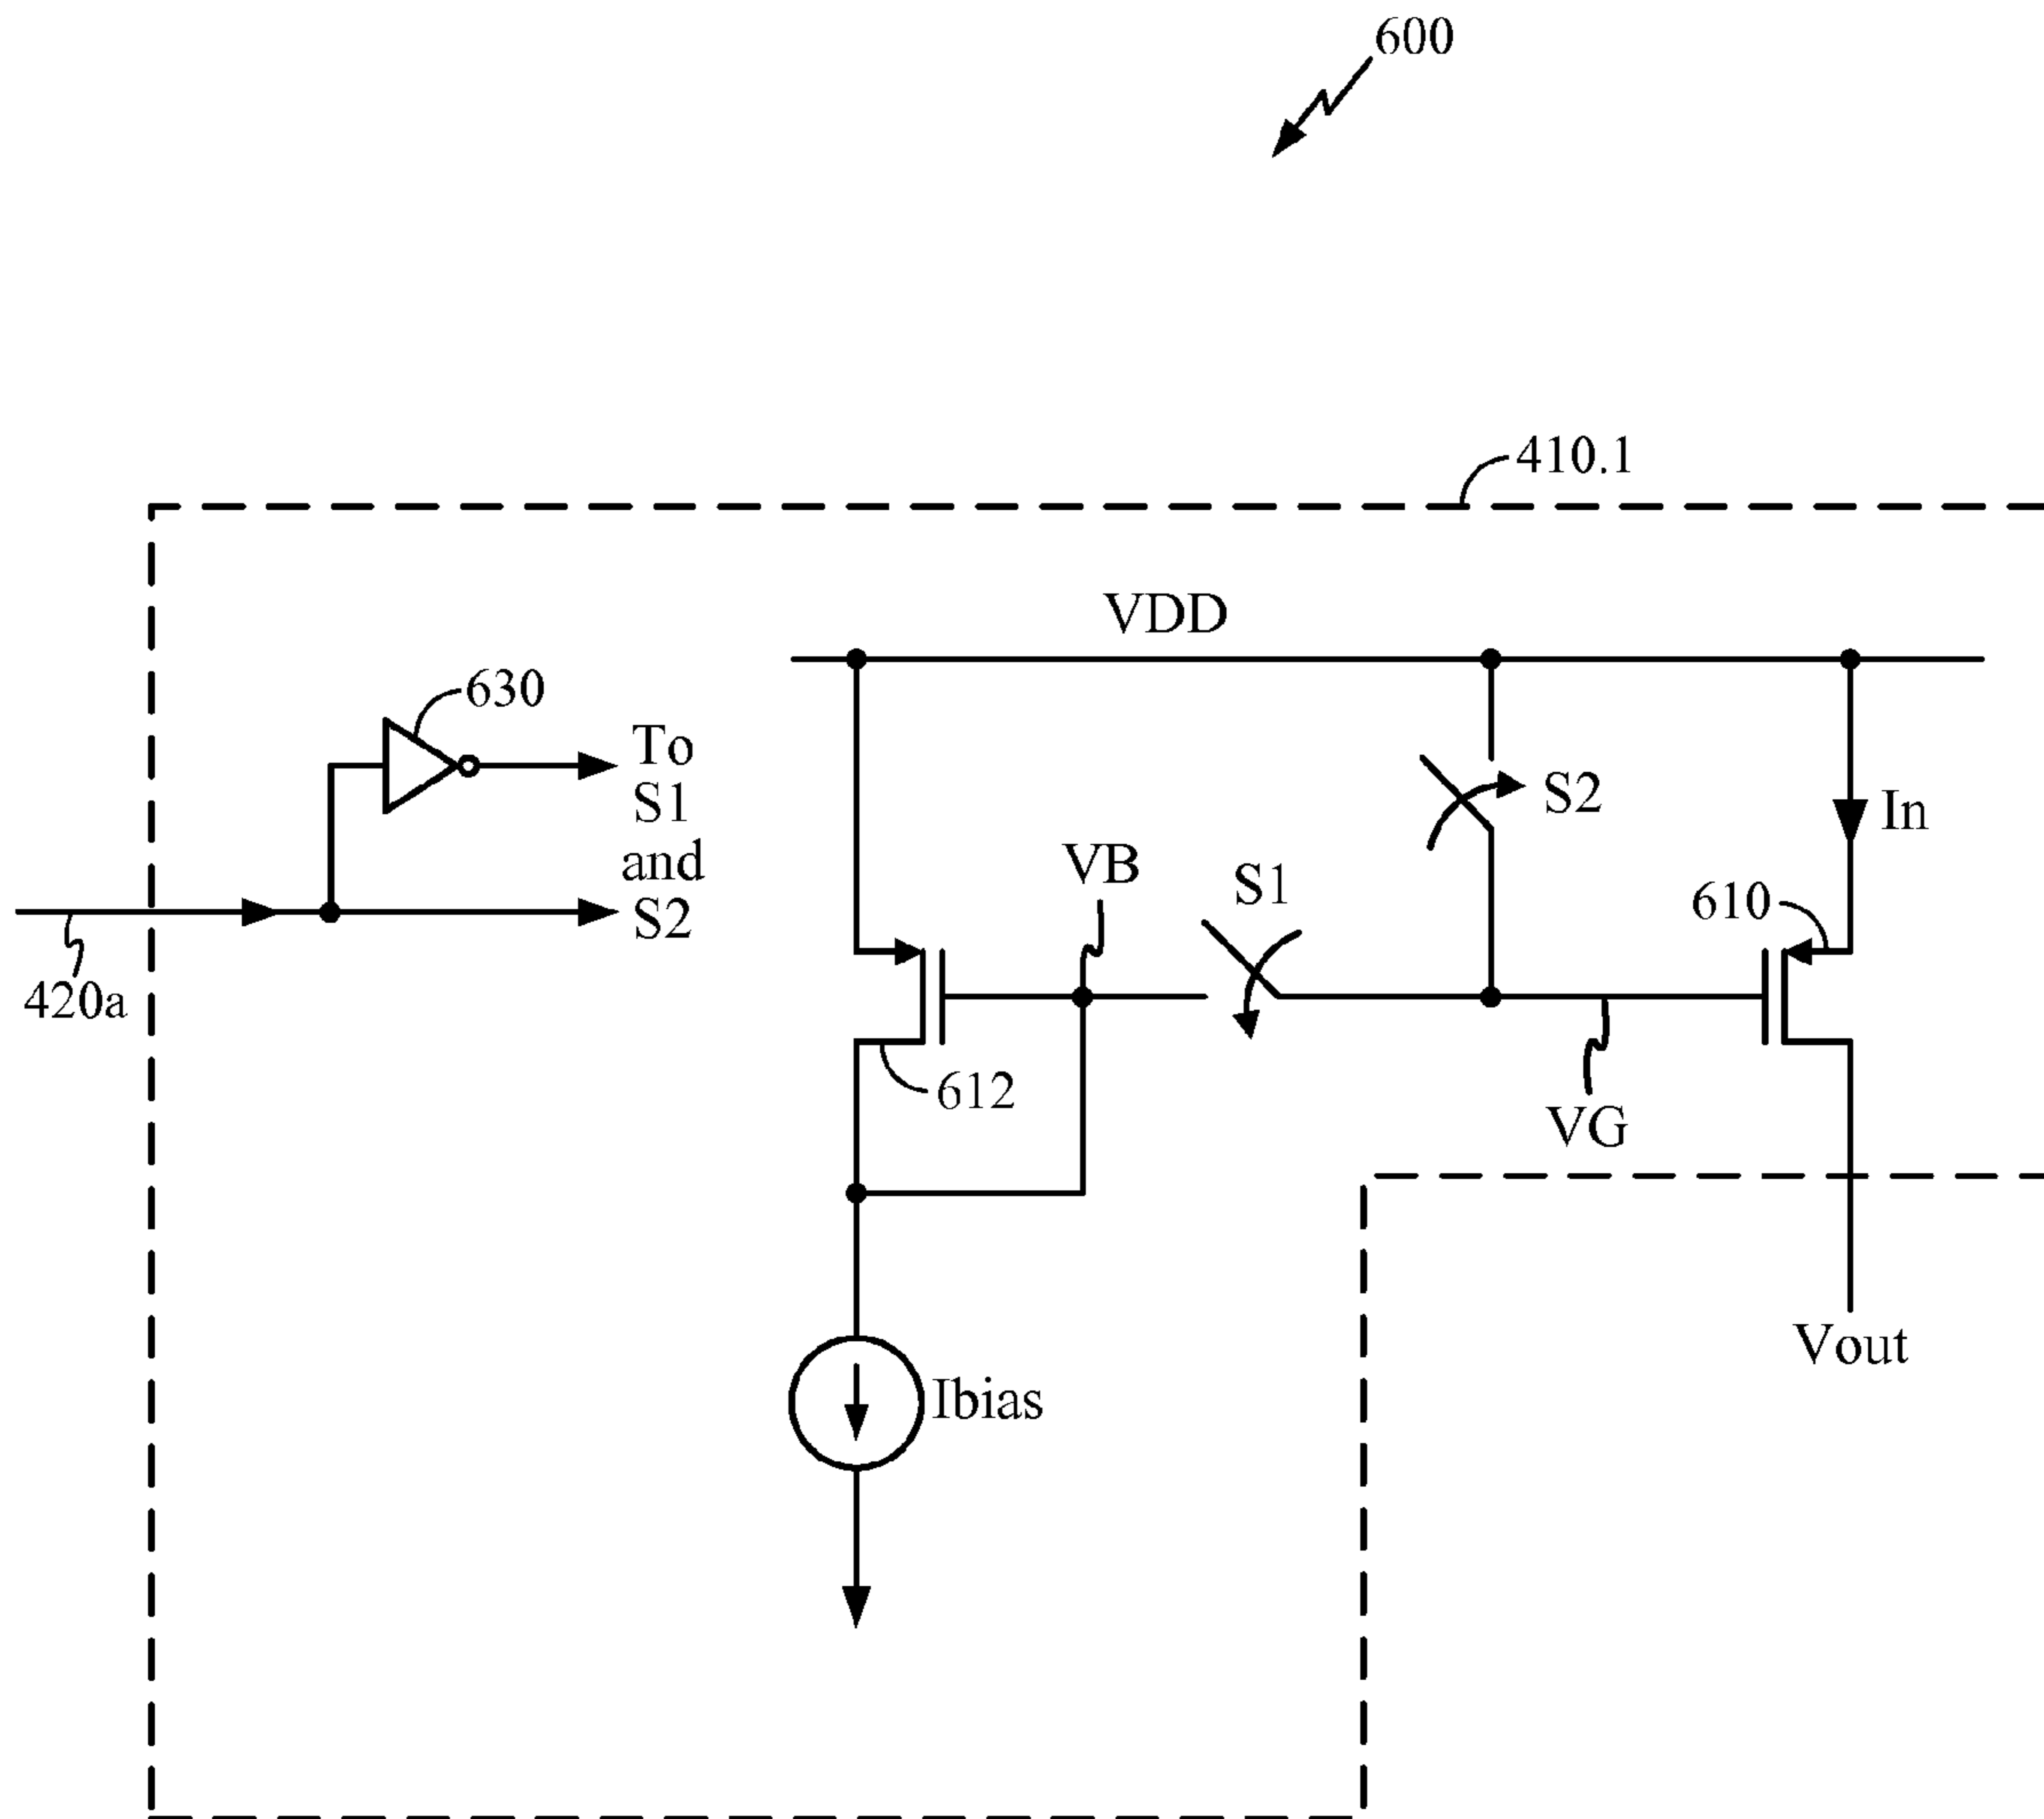 600
410.1
VDD
630
To
S1
and
S2
S2
In
VB
S1
610
420a
612
VG
Vout
Ibias